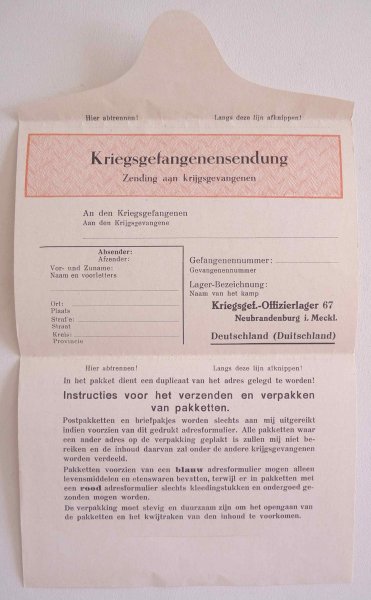 Hier abtrennen! Langs deze lijn afknippen!
Kriegsgefangenensendung
Zending aan krijgsgevangenen
An den Kriegsgefangenen
Aan den Krijgsgevangene
Absender:
Afzender:
Vor- und Zuname:
Naam en voorletters
Ort:
Plaats
Straße:
Straat
Kreis:
Provincie
Gefangenennummer:
Gevangenennummer
Lager-Bezeichnung:
Naam van het kamp
Kriegsgef.-Offizierlager 67
Neubrandenburg i. Meckl.
Deutschland (Duitschland)
Hier abtrennen! Langs deze lijn afknippen!
In het pakket dient een duplicaat van het adres gelegd te worden!
Instructies voor het verzenden en verpakken
van pakketten.
Postpakketten en briefpakjes worden slechts aan mij uitgereikt
indien voorzien van dit gedrukt adresformulier. Alle pakketten waar
een ander adres op de verpakking geplakt is zullen mij niet be-
reiken en de inhoud daarvan zal onder de andere krijgsgevangenen
worden verdeeld.
Pakketten voorzien van een blauw adresformulier mogen alleen
levensmiddelen en etenswaren bevatten, terwijl er in pakketten met
een rood adresformulier slechts kleedingstukken en ondergoed ge-
zonden mogen worden.
De verpakking moet stevig en duurzaam zijn om het opengaan van
de pakketten en het kwijtraken van den inhoud te voorkomen.